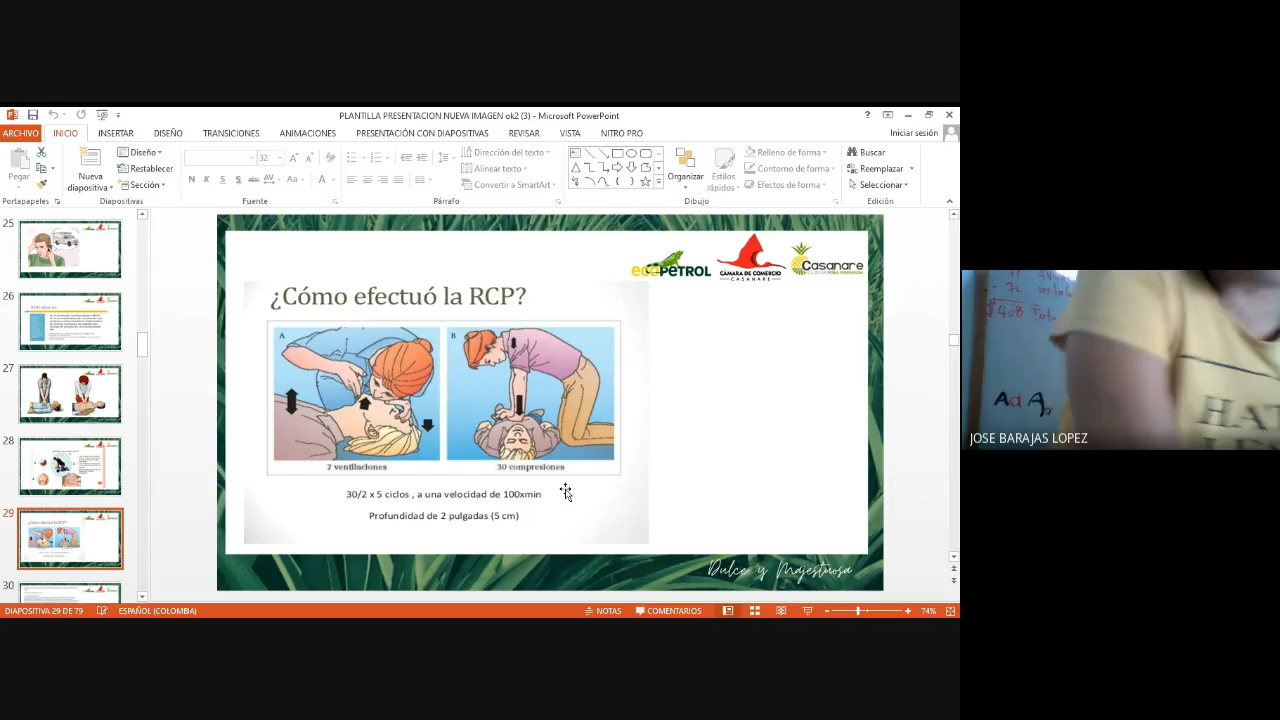 PLANTILLA PRESENTACION NUEVA IMAGEN ok2 (3) - Microsoft PowerPoint
ARCHIVO INICIO INSERTAR DISEÑO TRANSICIONES ANIMACIONES PRESENTACIÓN CON DIAPOSITIVAS REVISAR VISTA NITRO PRO
Iniciar sesión
Pegar
Nueva
diapositiva
Diseño
Restablecer
Sección
32
N K S S abc AV Aa A
Dirección del texto
Alinear texto
Convertir a SmartArt
Organizar
Estilos
rápidos
Relleno de forma
Contorno de forma
Efectos de forma
Buscar
Reemplazar
Seleccionar
Portapapeles
Diapositivas
Fuente
Párrafo
Dibujo
Edición
25
26
27
28
29
30
ecoPETROL
CÁMARA DE COMERCIO
CASANARE
Casanare
¿Cómo efectuó la RCP?
A
B
2 ventilaciones
30 compresiones
30/2 x 5 ciclos , a una velocidad de 100xmin
Profundidad de 2 pulgadas (5 cm)
Dulce y Majestuosa
DIAPOSITIVA 29 DE 79
ESPAÑOL (COLOMBIA)
NOTAS
COMENTARIOS
74%
JOSE BARAJAS LOPEZ